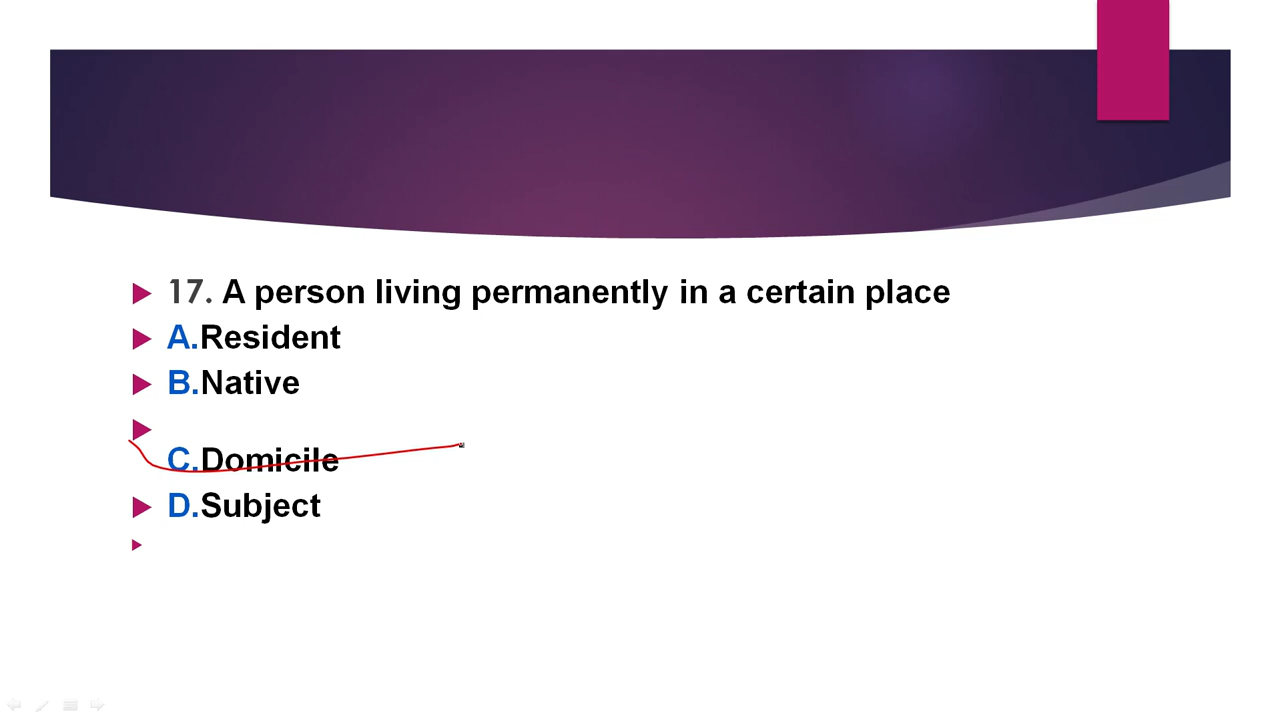 17. A person living permanently in a certain place
A.Resident
B.Native
C.Domicile
D.Subject